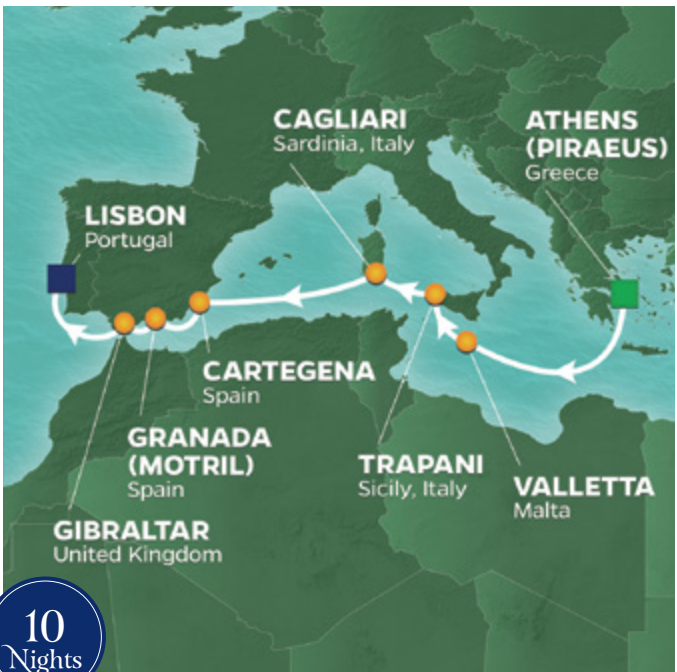 CAGLIARI
Sardinia, Italy
ATHENS
(PIRAEUS)
Greece
LISBON
Portugal
CARTEGENA
Spain
GRANADA
(MOTRIL)
Spain
TRAPANI
Sicily, Italy
VALLETTA
Malta
GIBRALTAR
United Kingdom
10
Nights